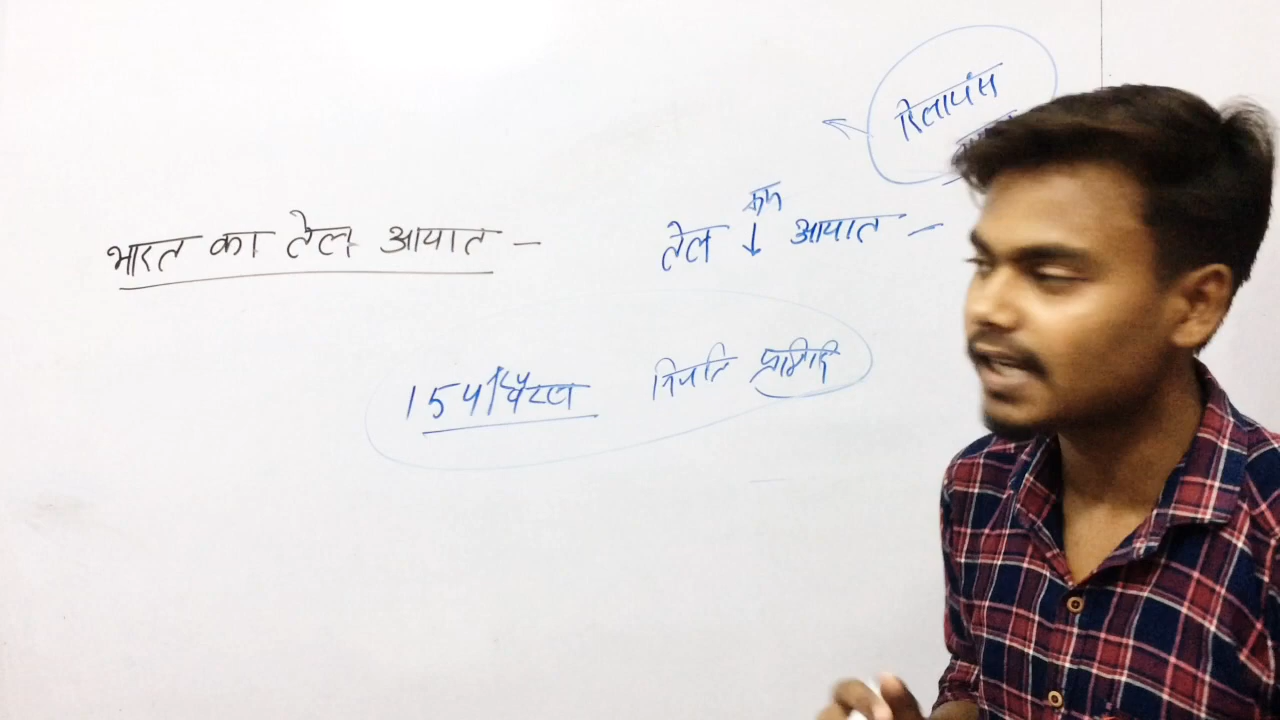 रिलायंस
कम
भारत का तेल आयात – तेल ↓ आयात –
154/बैरल